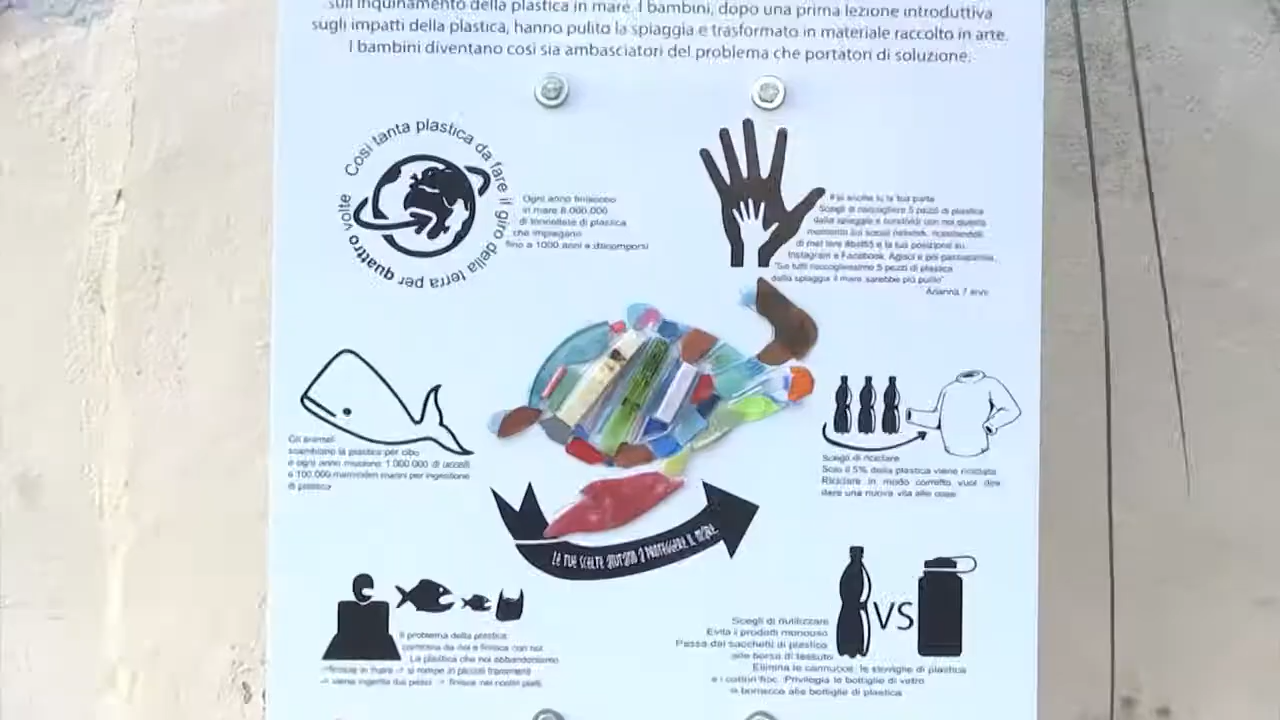 sull'inquinamento della plastica in mare. I bambini, dopo una prima lezione introduttiva
sugli impatti della plastica, hanno pulito la spiaggia e trasformato in materiale raccolto in arte.
I bambini diventano così sia ambasciatori del problema che portatori di soluzione.
Così tanta plastica da fare il giro della terra per quattro volte
Ogni anno finiscono
in mare 8.000.000
di tonnellate di plastica
che impiegano
fino a 1000 anni a decomporsi
Fai anche tu la tua parte
Scegli di raccogliere 5 pezzi di plastica
dalla spiaggia e condividi con noi questo
momento sui social network,
di mettere e la tua posizione su
Instagram e Facebook. Agisci e poi partecipa
"Se tutti raccogliessimo 5 pezzi di plastica
dalla spiaggia il mare sarebbe più pulito"
Arianna, 7 anni
Gli animali
scambiano la plastica per cibo
e ogni anno muoiono 1.000.000 di uccelli
e 100.000 mammiferi marini per ingestione
di plastica
Scegli di riciclare
Solo il 5% della plastica viene riciclata
Riciclare in modo corretto vuol dire
dare una nuova vita alle cose
LE TUE SCELTE AIUTANO A PROTEGGERE IL MARE
Il problema della plastica
comincia da noi e finisce con noi
La plastica che noi abbandoniamo
finisce in mare -> si rompe in piccoli frammenti
-> viene ingerita dai pesci -> finisce nei nostri piatti
VS
Scegli di riutilizzare
Evita i prodotti monouso
Passa dai sacchetti di plastica
alle borse di tessuto
Elimina le cannucce, le stoviglie di plastica
e i cotton fioc. Privilegia le bottiglie di vetro
o borracce alle bottiglie di plastica